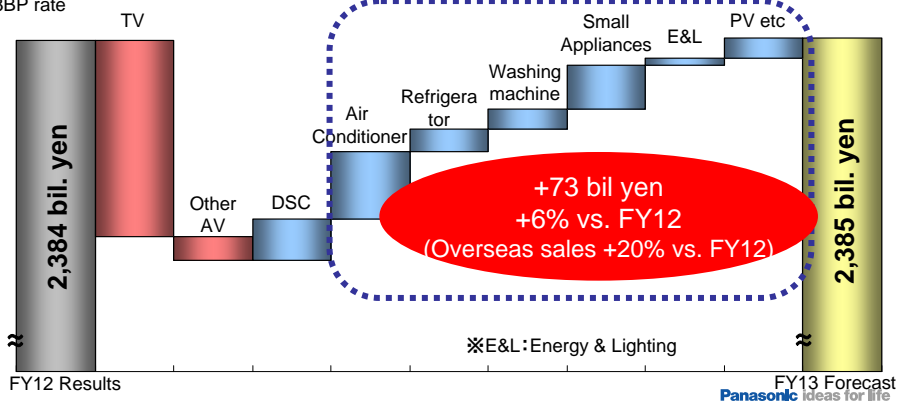 3BP rate
TV
Other
AV
DSC
Air
Conditioner
Refrigera
tor
Washing
machine
Small
Appliances
E&L
PV etc
2,384 bil. yen
+73 bil yen
+6% vs. FY12
(Overseas sales +20% vs. FY12)
2,385 bil. yen
※E&L:Energy & Lighting
FY12 Results
FY13 Forecast
Panasonic ideas for life